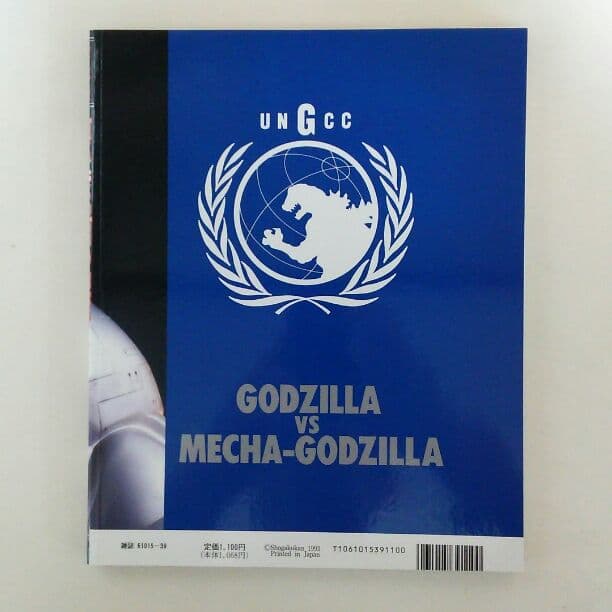 UNGCC
GODZILLA
VS
MECHA-GODZILLA
雑誌 61015-39
定価1,100円
(本体1,068円)
©Shogakukan 1993
Printed in Japan
T1061015391100